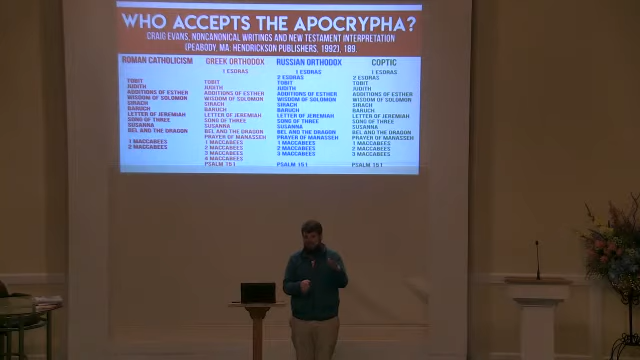 WHO ACCEPTS THE APOCRYPHA?
CRAIG EVANS, NONCANONICAL WRITINGS AND NEW TESTAMENT INTERPRETATION
(PEABODY, MA: HENDRICKSON PUBLISHERS, 1992), 189.
ROMAN CATHOLICISM
TOBIT
JUDITH
ADDITIONS OF ESTHER
WISDOM OF SOLOMON
SIRACH
BARUCH
LETTER OF JEREMIAH
SONG OF THREE
SUSANNA
BEL AND THE DRAGON
1 MACCABEES
2 MACCABEES
GREEK ORTHODOX
1 ESDRAS
TOBIT
JUDITH
ADDITIONS OF ESTHER
WISDOM OF SOLOMON
SIRACH
BARUCH
LETTER OF JEREMIAH
SONG OF THREE
SUSANNA
BEL AND THE DRAGON
PRAYER OF MANASSEH
1 MACCABEES
2 MACCABEES
3 MACCABEES
4 MACCABEES
PSALM 151
RUSSIAN ORTHODOX
1 ESDRAS
2 ESDRAS
TOBIT
JUDITH
ADDITIONS OF ESTHER
WISDOM OF SOLOMON
SIRACH
BARUCH
LETTER OF JEREMIAH
SONG OF THREE
SUSANNA
BEL AND THE DRAGON
PRAYER OF MANASSEH
1 MACCABEES
2 MACCABEES
3 MACCABEES
PSALM 151
COPTIC
1 ESDRAS
2 ESDRAS
TOBIT
JUDITH
ADDITIONS OF ESTHER
WISDOM OF SOLOMON
SIRACH
BARUCH
LETTER OF JEREMIAH
SONG OF THREE
SUSANNA
BEL AND THE DRAGON
PRAYER OF MANASSEH
1 MACCABEES
2 MACCABEES
3 MACCABEES
PSALM 151